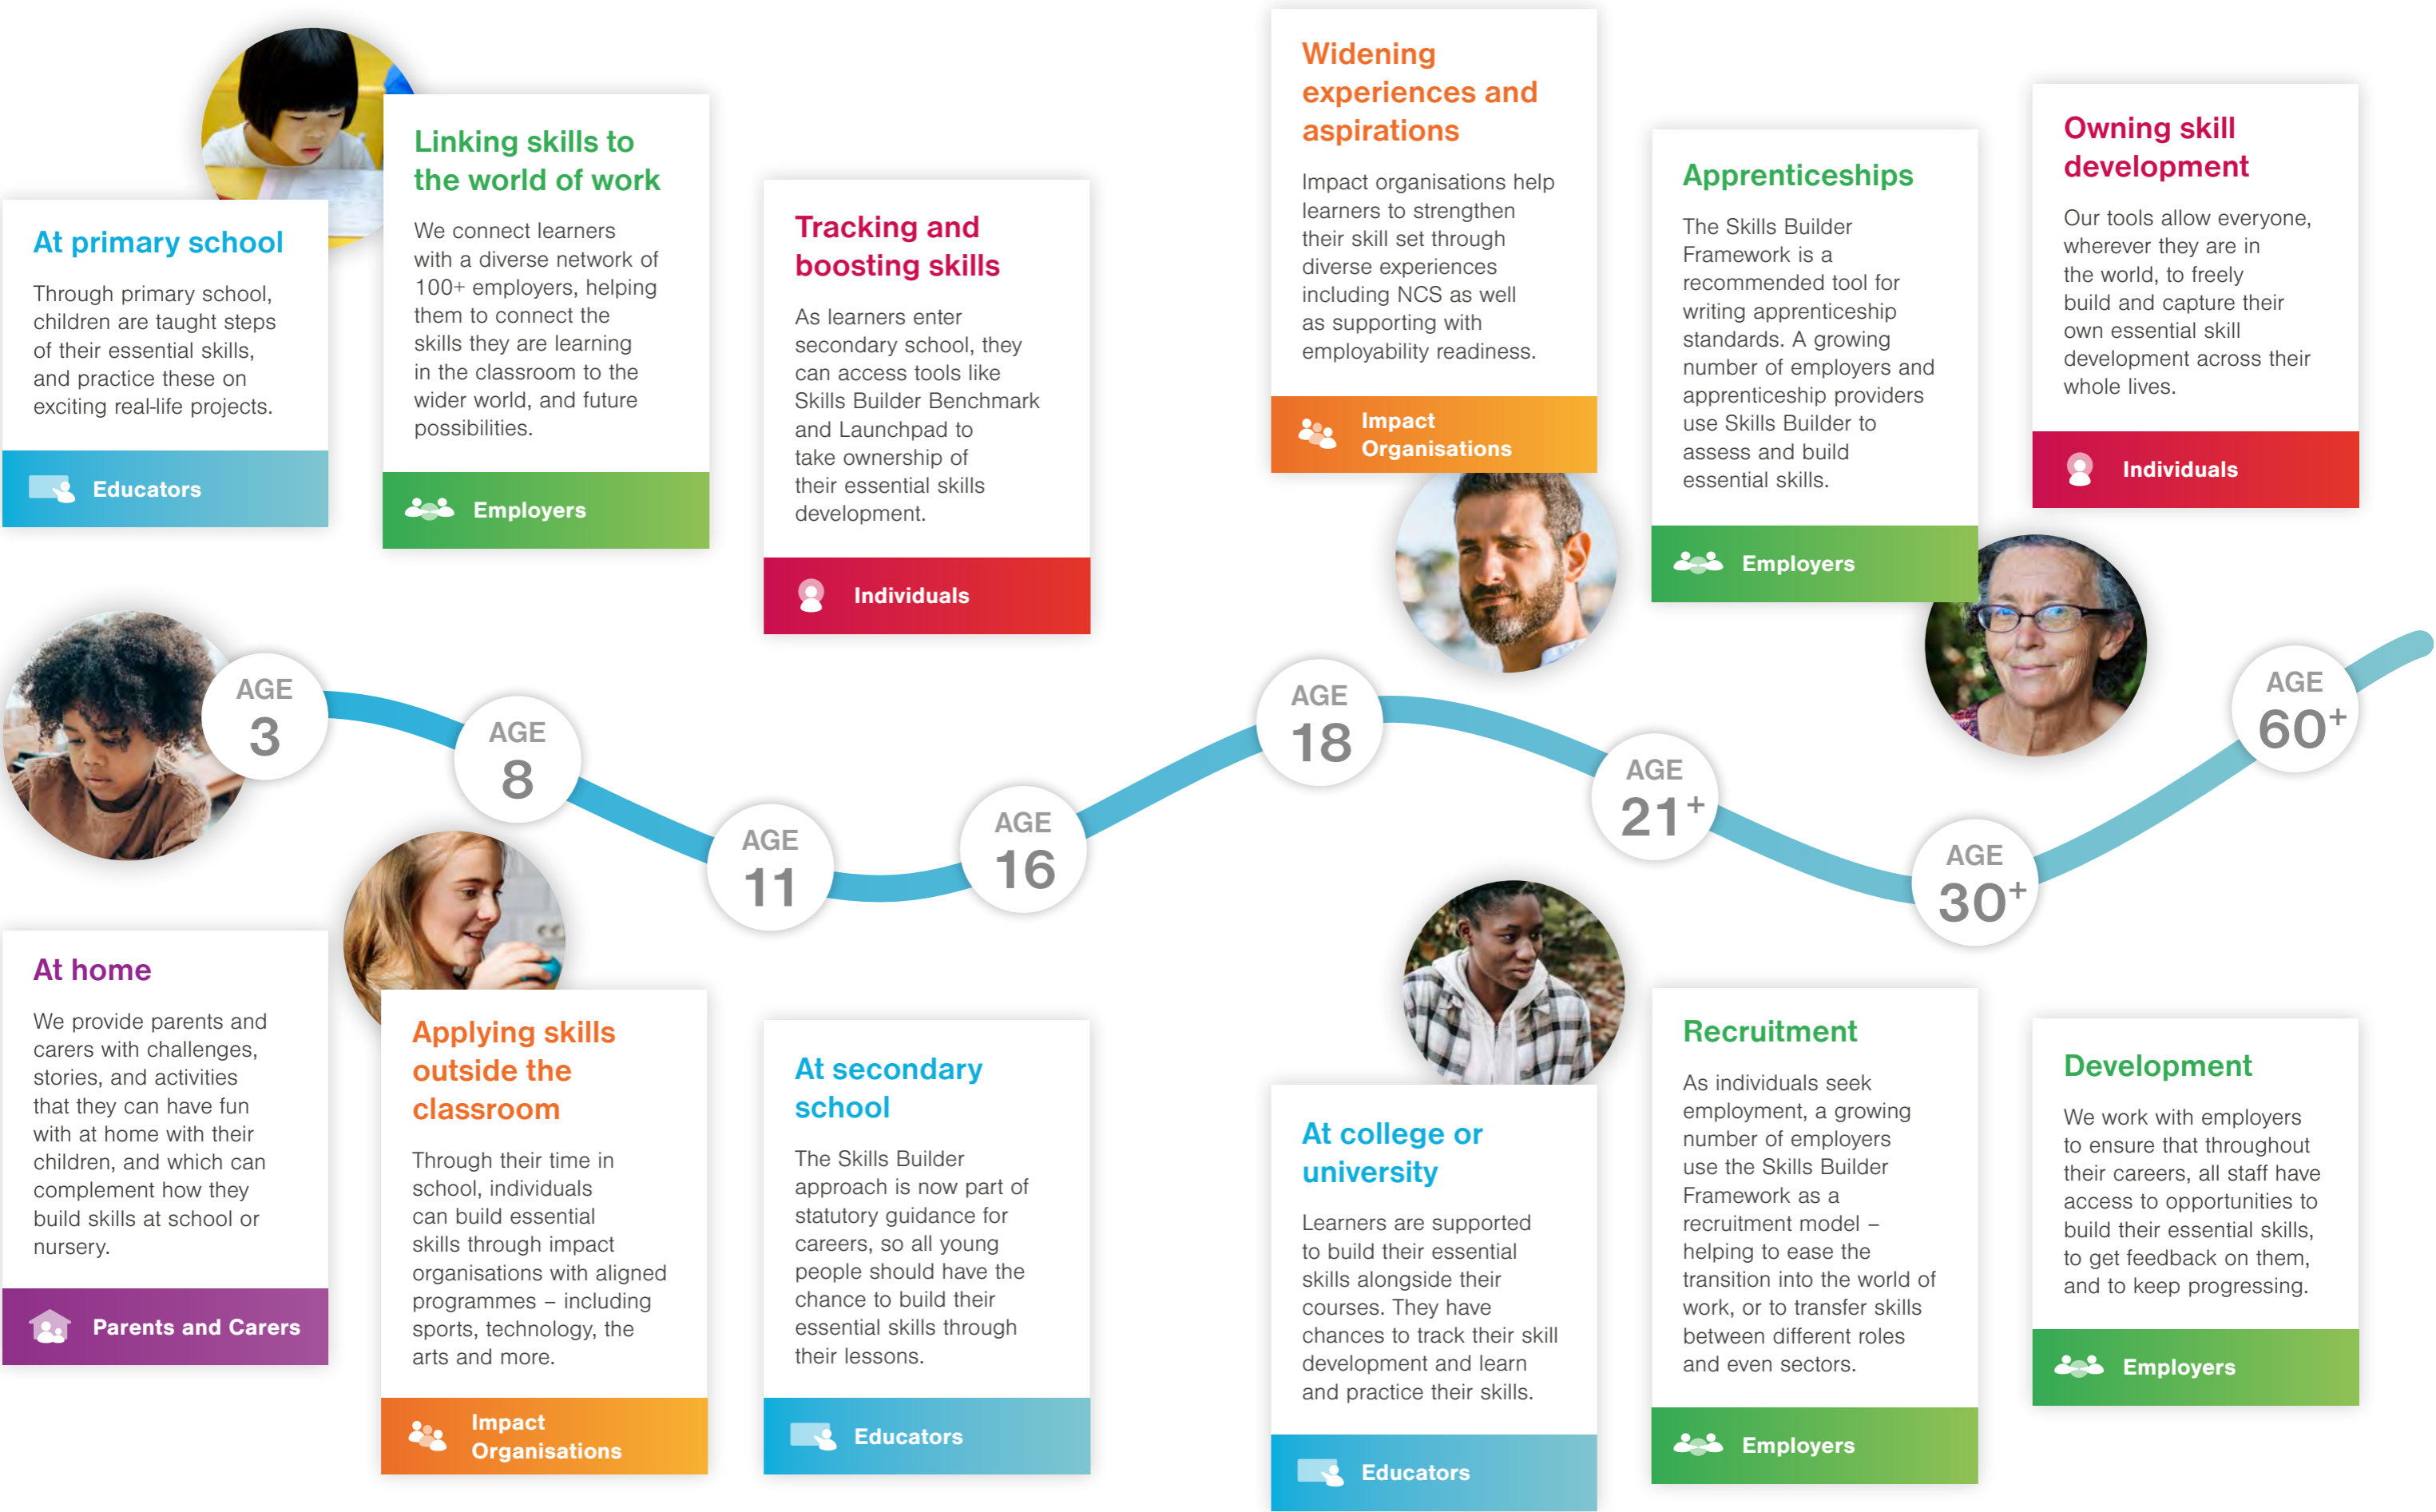 At primary school
Through primary school,
children are taught steps
of their essential skills,
and practice these on
exciting real-life projects.
Educators
Linking skills to
the world of work
We connect learners
with a diverse network of
100+ employers, helping
them to connect the
skills they are learning
in the classroom to the
wider world, and future
possibilities.
Employers
Tracking and
boosting skills
As learners enter
secondary school, they
can access tools like
Skills Builder Benchmark
and Launchpad to
take ownership of
their essential skills
development.
Individuals
Widening
experiences and
aspirations
Impact organisations help
learners to strengthen
their skill set through
diverse experiences
including NCS as well
as supporting with
employability readiness.
Impact
Organisations
Apprenticeships
The Skills Builder
Framework is a
recommended tool for
writing apprenticeship
standards. A growing
number of employers and
apprenticeship providers
use Skills Builder to
assess and build
essential skills.
Employers
Owning skill
development
Our tools allow everyone,
wherever they are in
the world, to freely
build and capture their
own essential skill
development across their
whole lives.
Individuals
AGE
3
AGE
8
AGE
11
AGE
16
AGE
18
AGE
21+
AGE
30+
AGE
60+
At home
We provide parents and
carers with challenges,
stories, and activities
that they can have fun
with at home with their
children, and which can
complement how they
build skills at school or
nursery.
Parents and Carers
Applying skills
outside the
classroom
Through their time in
school, individuals
can build essential
skills through impact
organisations with aligned
programmes – including
sports, technology, the
arts and more.
Impact
Organisations
At secondary
school
The Skills Builder
approach is now part of
statutory guidance for
careers, so all young
people should have the
chance to build their
essential skills through
their lessons.
Educators
At college or
university
Learners are supported
to build their essential
skills alongside their
courses. They have
chances to track their skill
development and learn
and practice their skills.
Educators
Recruitment
As individuals seek
employment, a growing
number of employers
use the Skills Builder
Framework as a
recruitment model –
helping to ease the
transition into the world of
work, or to transfer skills
between different roles
and even sectors.
Employers
Development
We work with employers
to ensure that throughout
their careers, all staff have
access to opportunities to
build their essential skills,
to get feedback on them,
and to keep progressing.
Employers